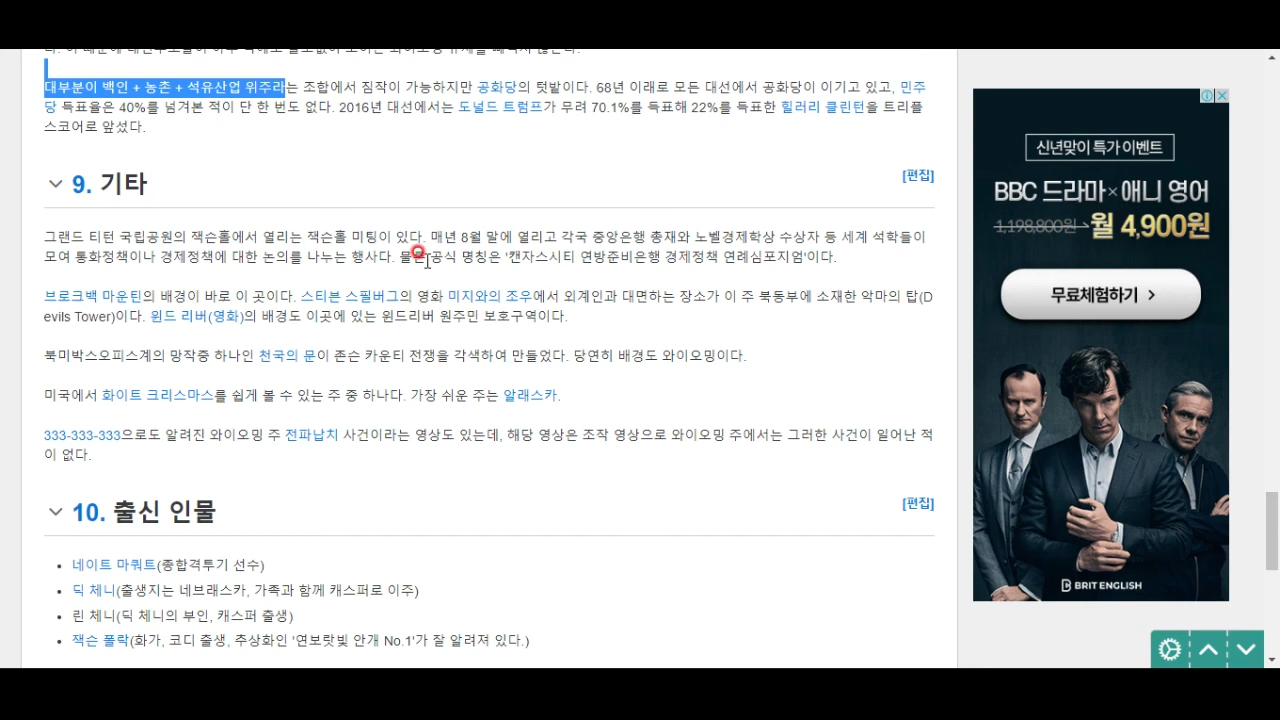 대부분이 백인 + 농촌 + 석유산업 위주라는 조합에서 짐작이 가능하지만 공화당의 텃밭이다. 68년 이래로 모든 대선에서 공화당이 이기고 있고, 민주
당 득표율은 40%를 넘겨본 적이 단 한 번도 없다. 2016년 대선에서는 도널드 트럼프가 무려 70.1%를 득표해 22%를 득표한 힐러리 클린턴을 트리플
스코어로 앞섰다.
9. 기타
[편집]
그랜드 티턴 국립공원의 잭슨홀에서 열리는 잭슨홀 미팅이 있다. 매년 8월 말에 열리고 각국 중앙은행 총재와 노벨경제학상 수상자 등 세계 석학들이
모여 통화정책이나 경제정책에 대한 논의를 나누는 행사다. 공식 명칭은 '캔자스시티 연방준비은행 경제정책 연례심포지엄'이다.
브로크백 마운틴의 배경이 바로 이 곳이다. 스티븐 스필버그의 영화 미지와의 조우에서 외계인과 대면하는 장소가 이 주 북동부에 소재한 악마의 탑(D
evils Tower)이다. 윈드 리버(영화)의 배경도 이곳에 있는 윈드리버 원주민 보호구역이다.
북미박스오피스계의 망작중 하나인 천국의 문이 존슨 카운티 전쟁을 각색하여 만들었다. 당연히 배경도 와이오밍이다.
미국에서 화이트 크리스마스를 쉽게 볼 수 있는 주 중 하나다. 가장 쉬운 주는 알래스카.
333-333-333으로도 알려진 와이오밍 주 전파납치 사건이라는 영상도 있는데, 해당 영상은 조작 영상으로 와이오밍 주에서는 그러한 사건이 일어난 적
이 없다.
10. 출신 인물
[편집]
• 네이트 마쿼트(종합격투기 선수)
• 딕 체니(출생지는 네브래스카, 가족과 함께 캐스퍼로 이주)
• 린 체니(딕 체니의 부인, 캐스퍼 출생)
• 잭슨 폴락(화가, 코디 출생, 추상화인 '연보랏빛 안개 No.1'가 잘 알려져 있다.)
신년맞이 특가 이벤트
BBC 드라마×애니 영어
1,198,800원→월 4,900원
무료체험하기 >
BRIT ENGLISH